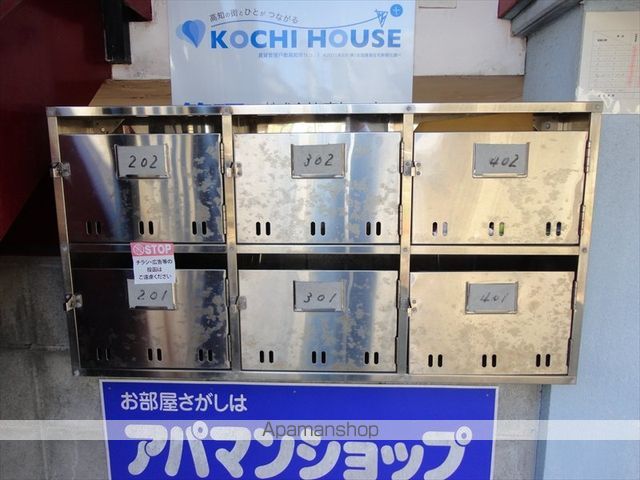 高知の街とひとが、つながる
KOCHI HOUSE
202
302
402
STOP
チラシ・広告等の
投函は
ご遠慮ください
201
301
401
お部屋さがしは
アパマンショップ
Apamanshop